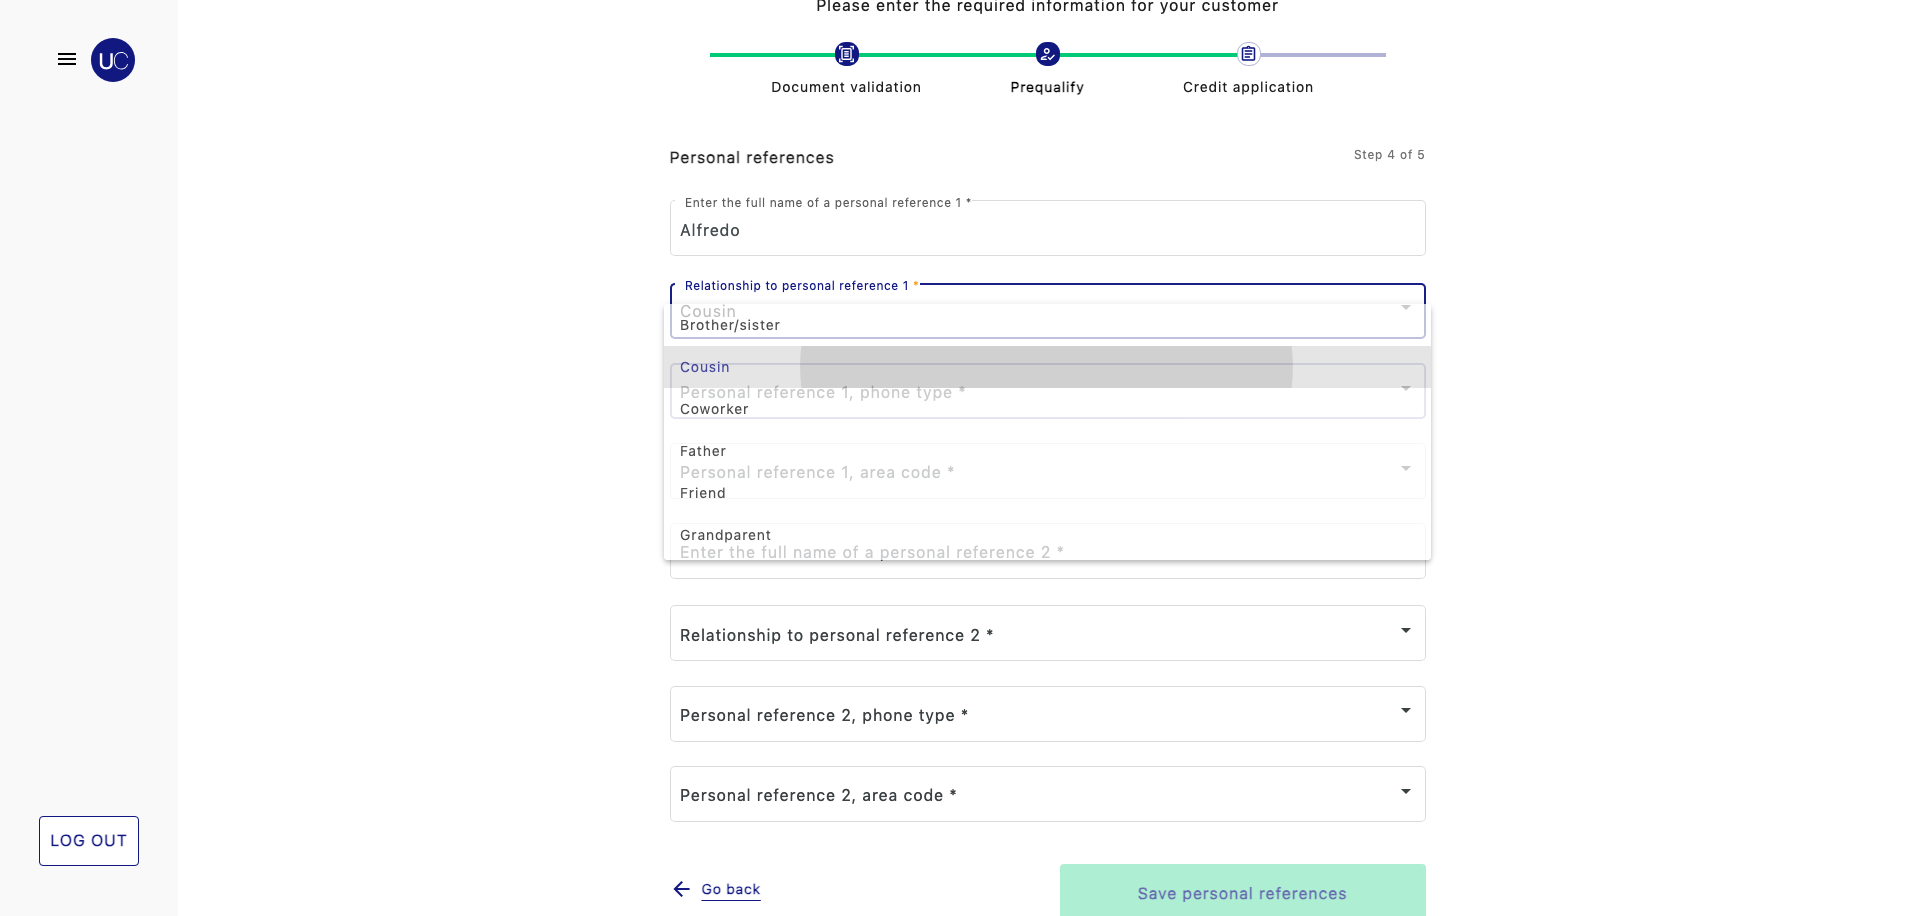 Please enter the required information for your customer
UC
Document validation
Prequalify
Credit application
Personal references
Step 4 of 5
Enter the full name of a personal reference 1 *
Alfredo
Relationship to personal reference 1 *
Cousin
Brother/sister
Cousin
Personal reference 1, phone type *
Coworker
Father
Personal reference 1, area code *
Friend
Grandparent
Enter the full name of a personal reference 2 *
Relationship to personal reference 2 *
Personal reference 2, phone type *
Personal reference 2, area code *
LOG OUT
Go back
Save personal references